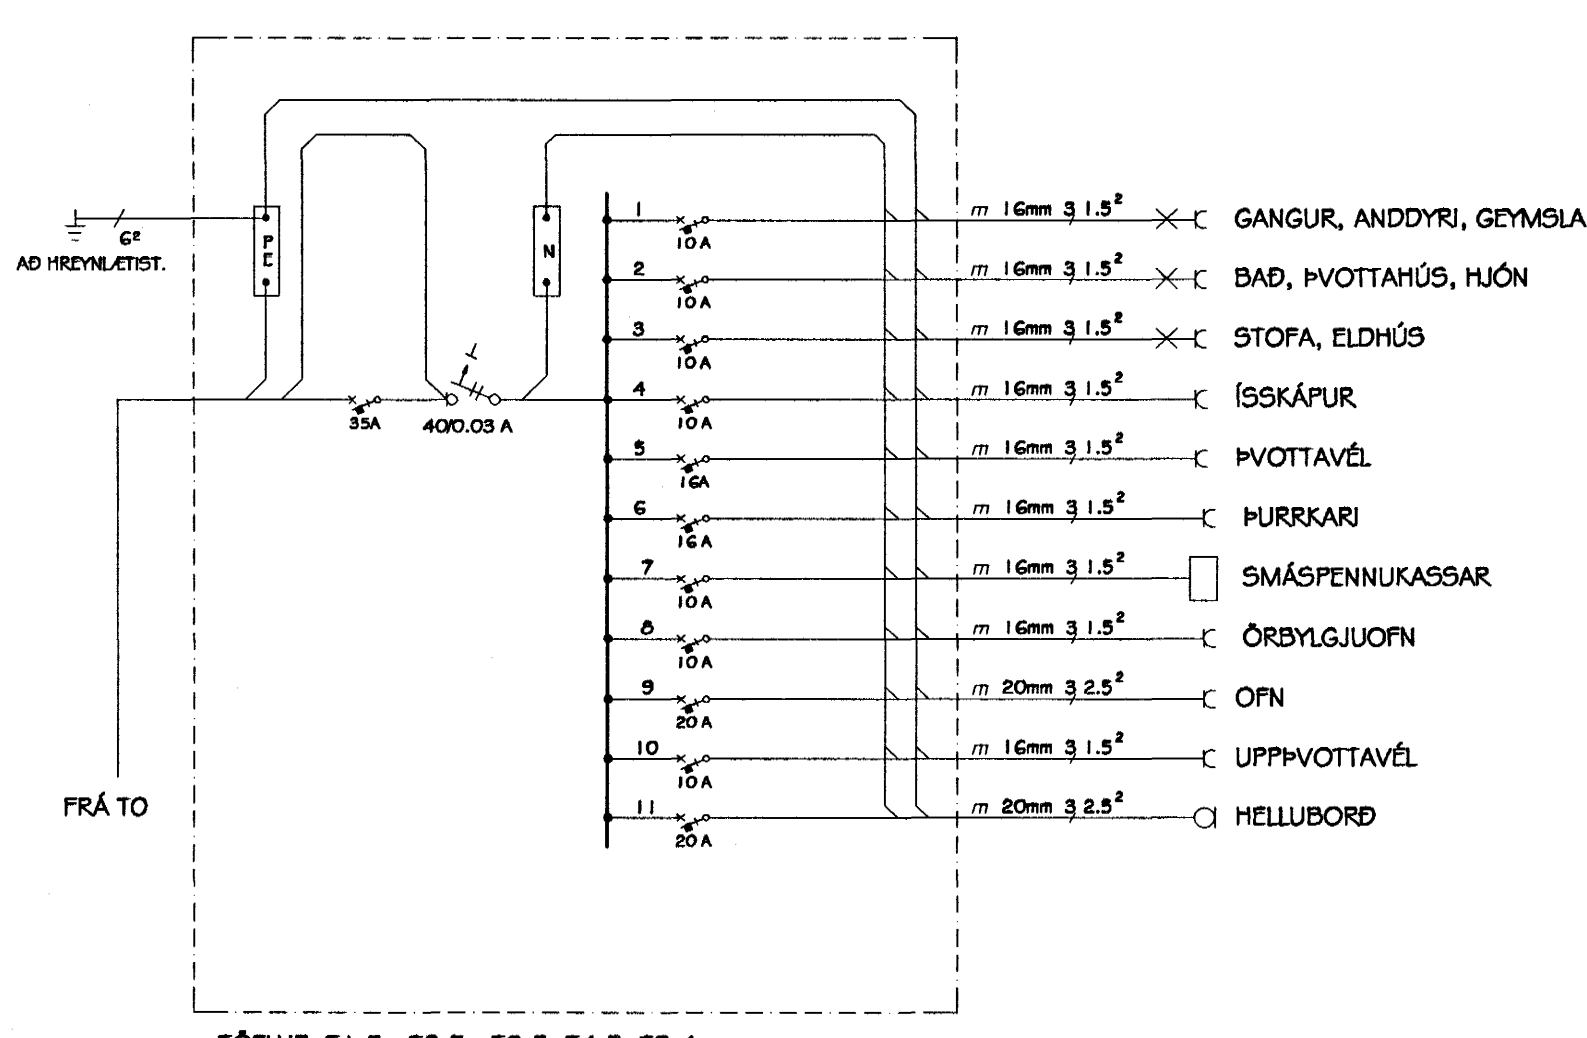 1 10A m 16mm 3 1.5² GANGUR, ANDDYRI, GEYMSLA
6²
AÐ HREYNLÆTIST.
PE
N
2 10A m 16mm 3 1.5² BAÐ, ÞVOTTAHÚS, HJÓN
3 10A m 16mm 3 1.5² STOFA, ELDHÚS
35A
40/0.03 A
4 10A m 16mm 3 1.5² ÍSSKÁPUR
5 16A m 16mm 3 1.5² ÞVOTTAVÉL
6 16A m 16mm 3 1.5² ÞURRKARI
7 10A m 16mm 3 1.5² SMÁSPENNUKASSAR
8 10A m 16mm 3 1.5² ÖRBYLGJUOFN
9 20A m 20mm 3 2.5² OFN
10 10A m 16mm 3 1.5² UPPÞVOTTAVÉL
FRÁ TO
11 20A m 20mm 3 2.5² HELLUBORÐ